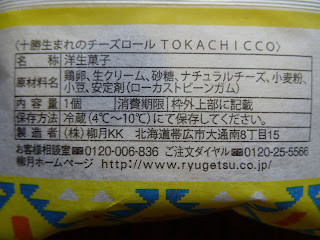 〈十勝生まれのチーズロール TOKACHICCO〉
名称 洋生菓子
原材料名 鶏卵、生クリーム、砂糖、ナチュラルチーズ、小麦粉、
小豆、安定剤(ローカストビーンガム)
内容量 1個 消費期限 枠外上部に記載
保存方法 冷蔵(4℃〜10℃)にて保存してください。
製造者 (株)柳月KK 北海道帯広市大通南8丁目15
お客様相談室 ☎0120-006-836 ご注文ダイヤル ☎0120-25-5566
柳月ホームページ http://www.ryugetsu.co.jp/